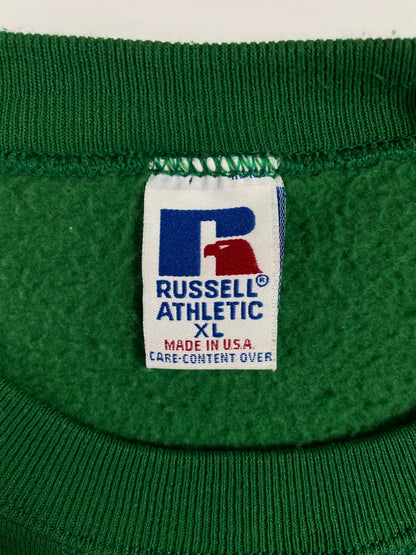 R
RUSSELL®
ATHLETIC
XL
MADE IN U.S.A.
CARE-CONTENT OVER